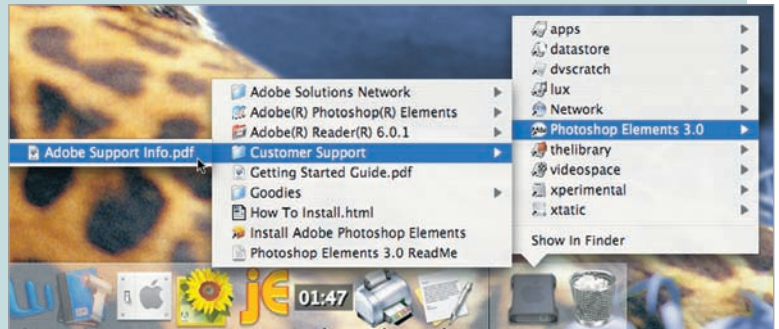 apps
datastore
dvscratch
lux
Network
Photoshop Elements 3.0
thelibrary
videospace
xperimental
xtatic
Show In Finder
Adobe Solutions Network
Adobe(R) Photoshop(R) Elements
Adobe(R) Reader(R) 6.0.1
Customer Support
Getting Started Guide.pdf
Goodies
How To Install.html
Install Adobe Photoshop Elements
Photoshop Elements 3.0 ReadMe
Adobe Support Info.pdf
jE
01:47